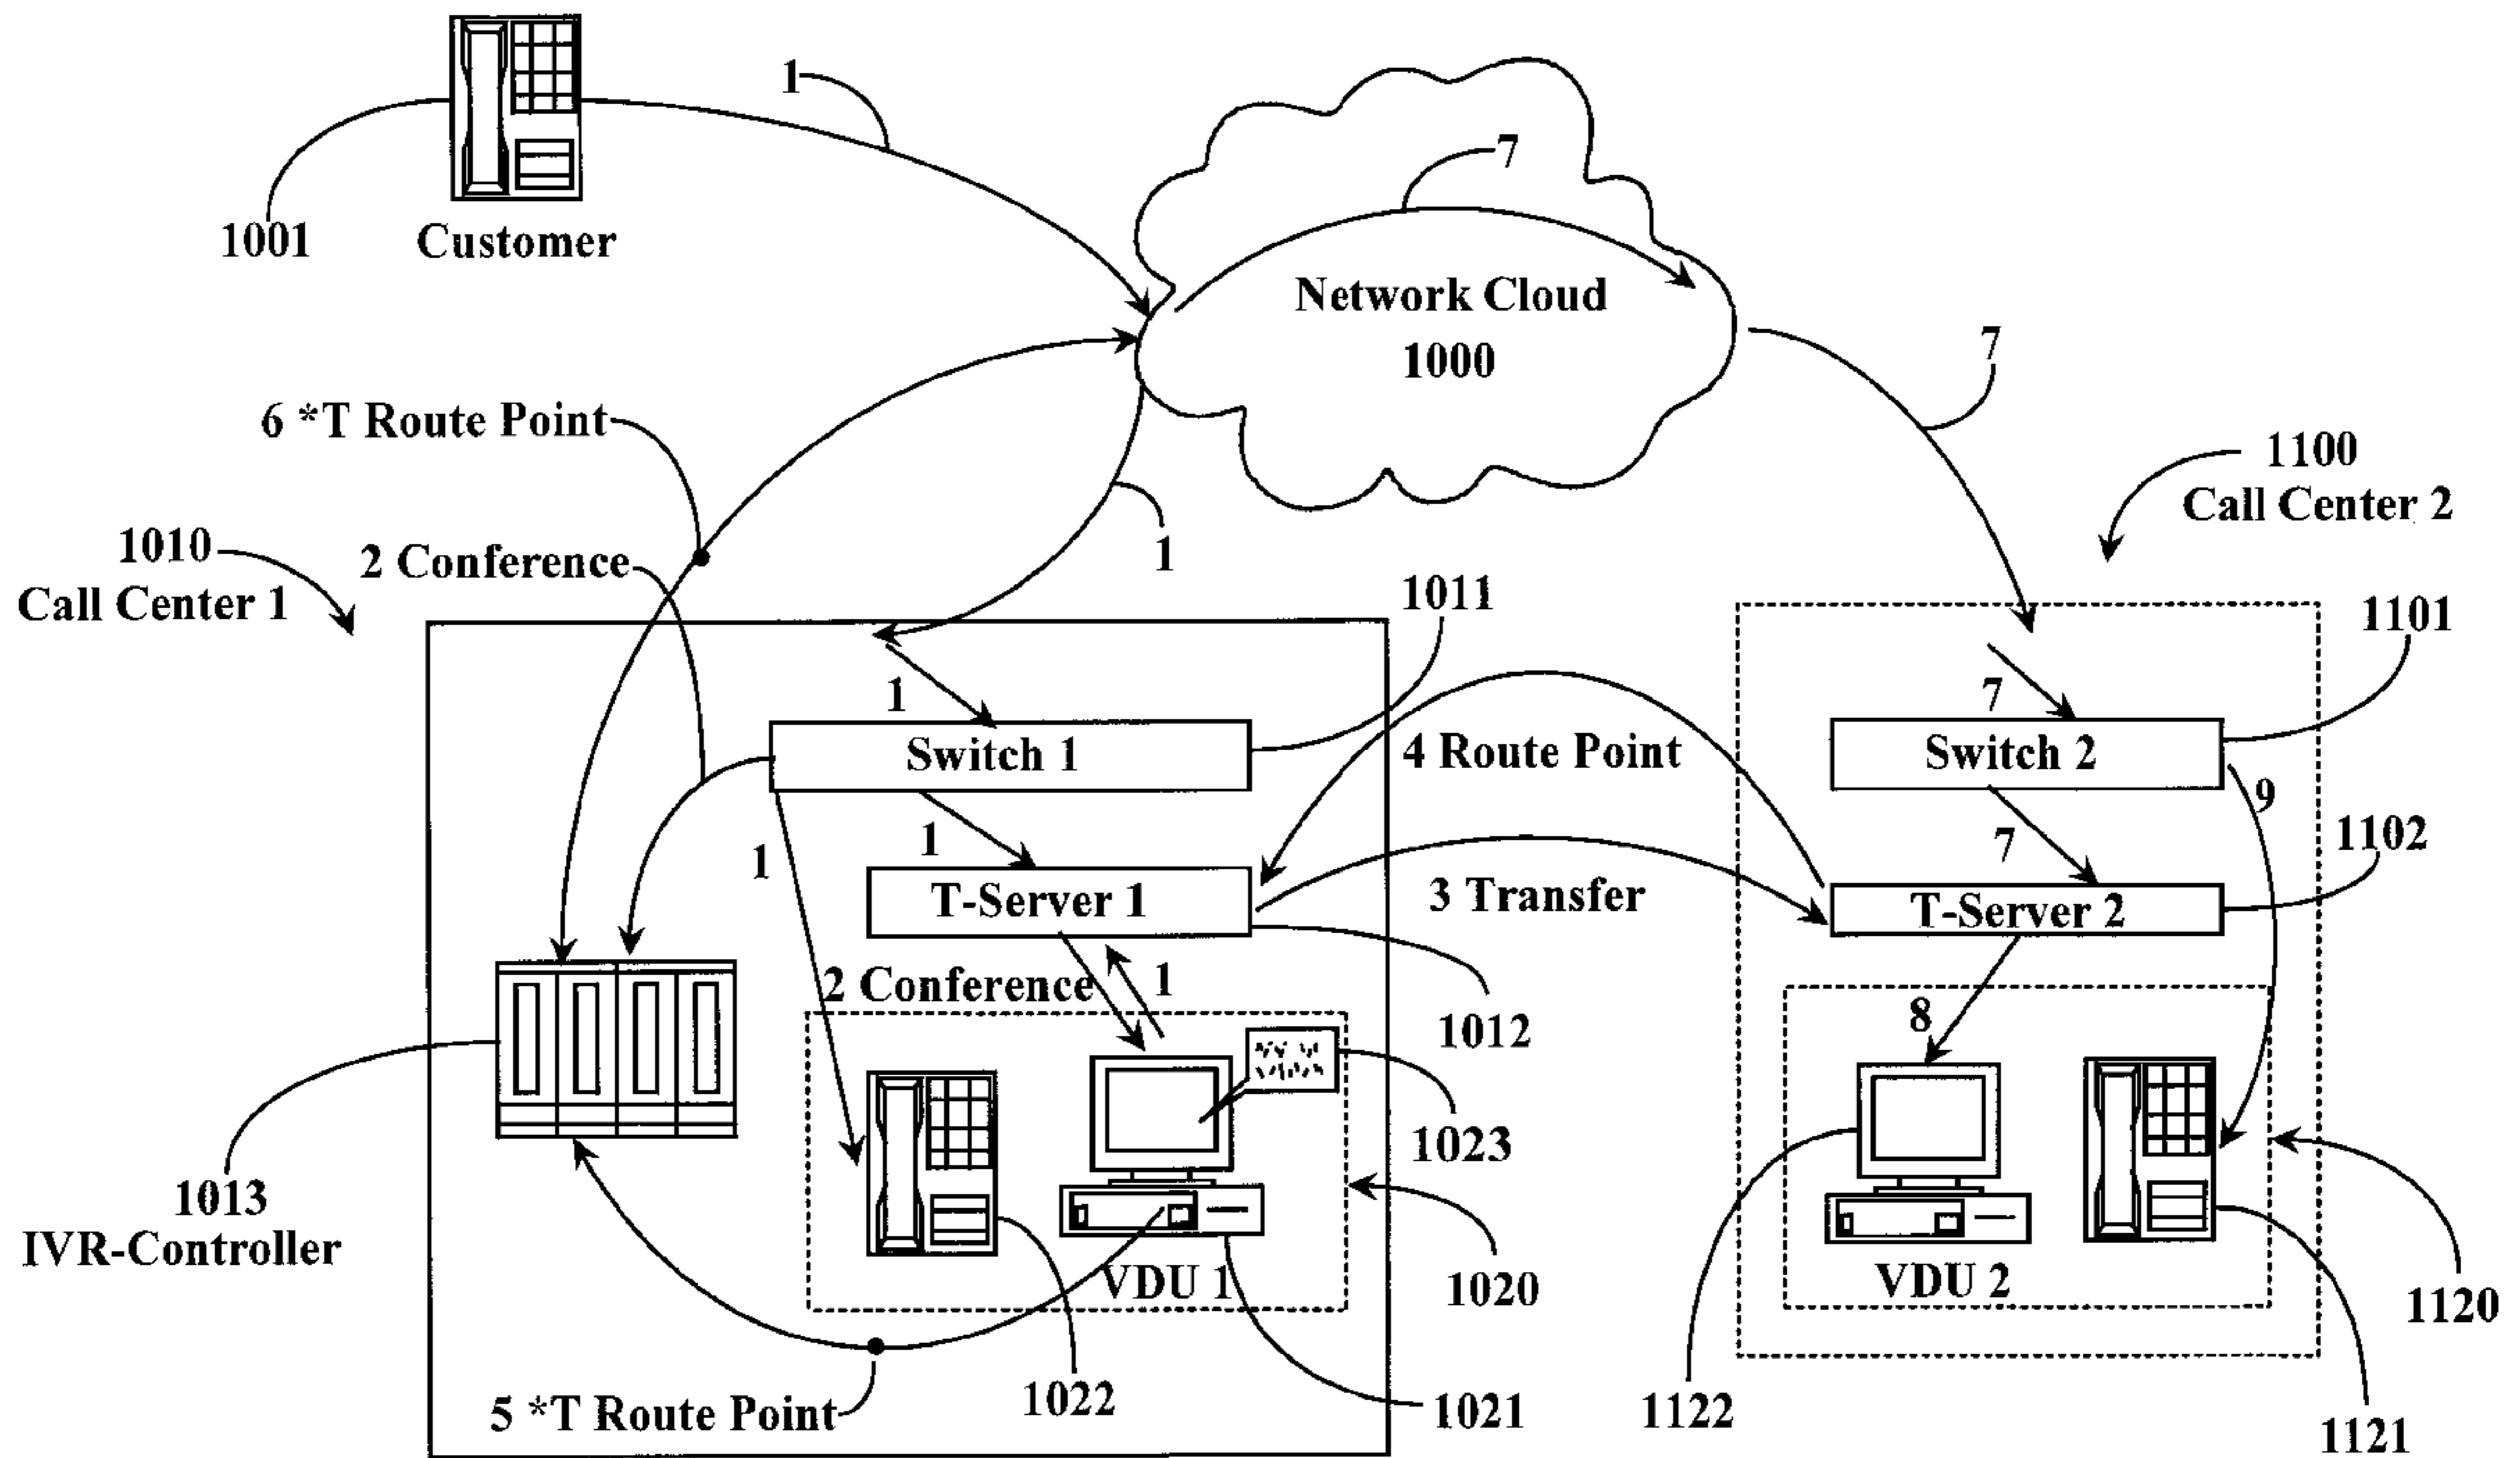 1
7
1001
Customer
Network Cloud
1000
7
6 *T Route Point
1100
Call Center 2
1010
Call Center 1
2 Conference
1
1011
1101
1
7
Switch 1
4 Route Point
Switch 2
9
1
1
7
1102
T-Server 1
3 Transfer
T-Server 2
2 Conference
1
8
1012
1023
1013
IVR-Controller
VDU 1
1020
VDU 2
1120
5 *T Route Point
1022
1021
1122
1121